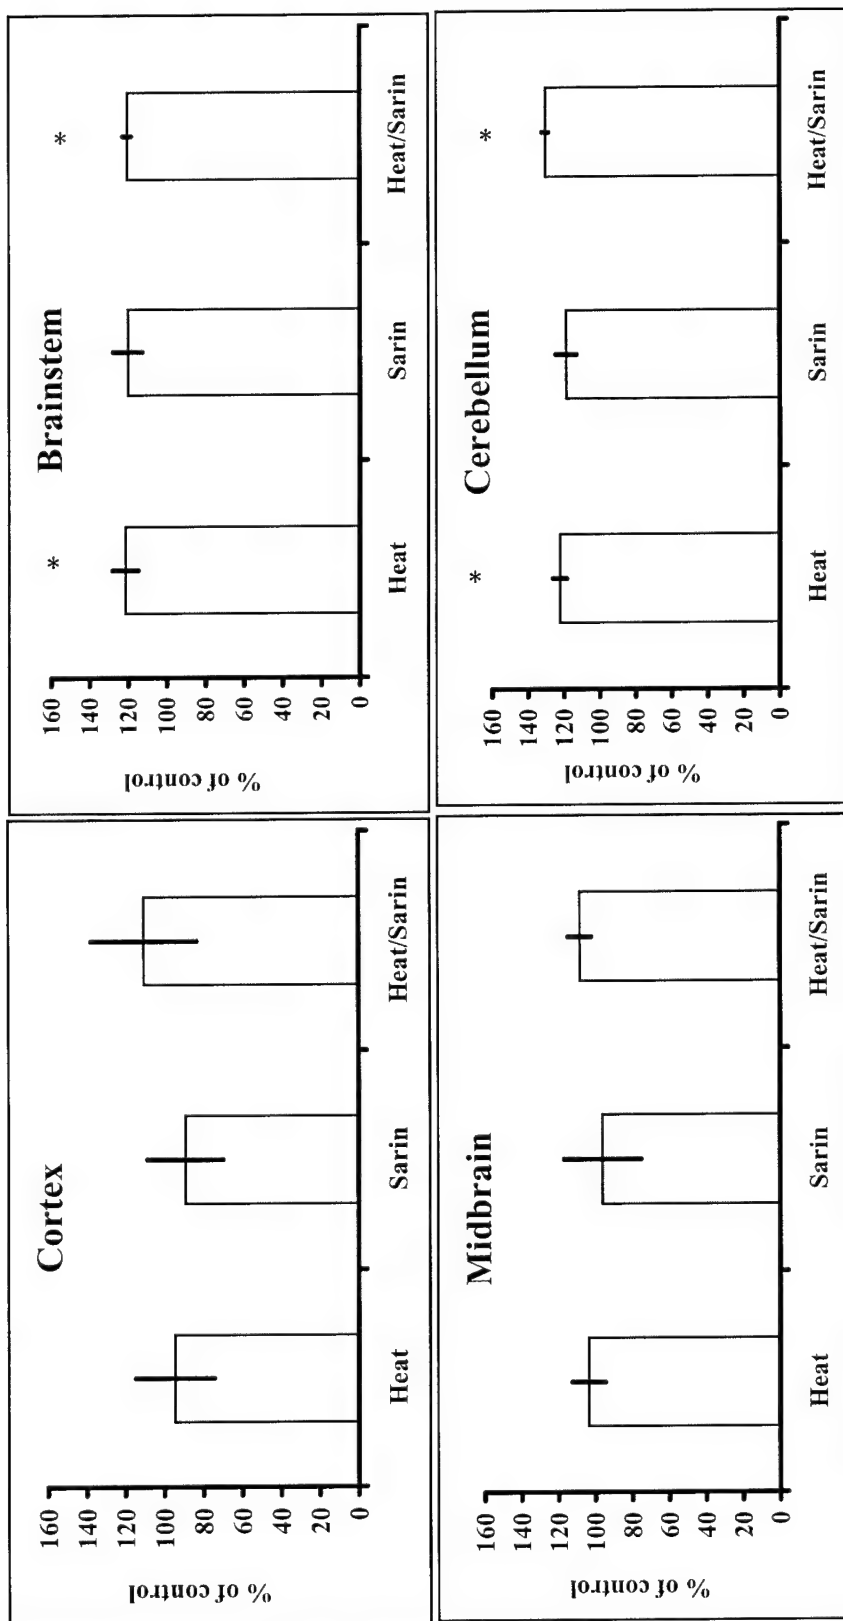 Cortex
160
140
120
100
80
60
40
20
0
% of control
Heat
Sarin
Heat/Sarin
Brainstem
*
*
160
140
120
100
80
60
40
20
0
% of control
Heat
Sarin
Heat/Sarin
Midbrain
160
140
120
100
80
60
40
20
0
% of control
Heat
Sarin
Heat/Sarin
Cerebellum
*
*
160
140
120
100
80
60
40
20
0
% of control
Heat
Sarin
Heat/Sarin